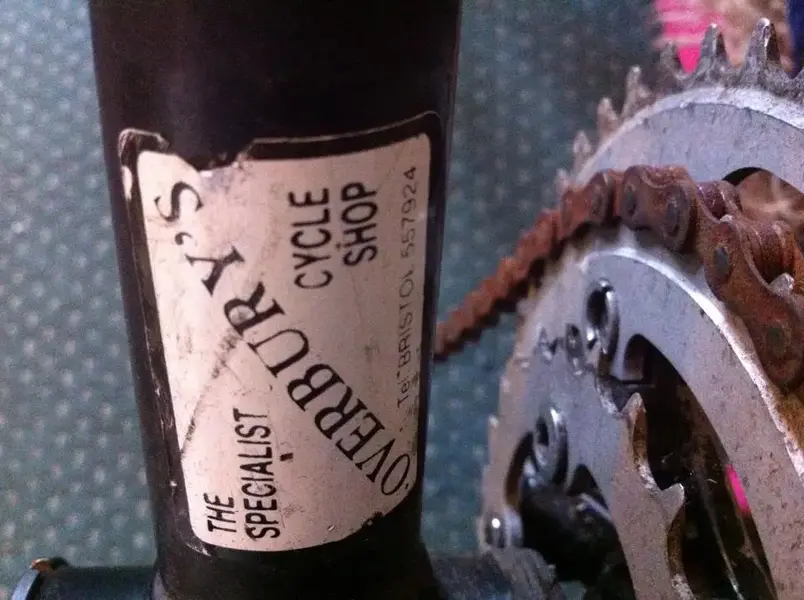 THE
SPECIALIST
OVERBURY'S
CYCLE
SHOP
Tel BRISTOL 557924